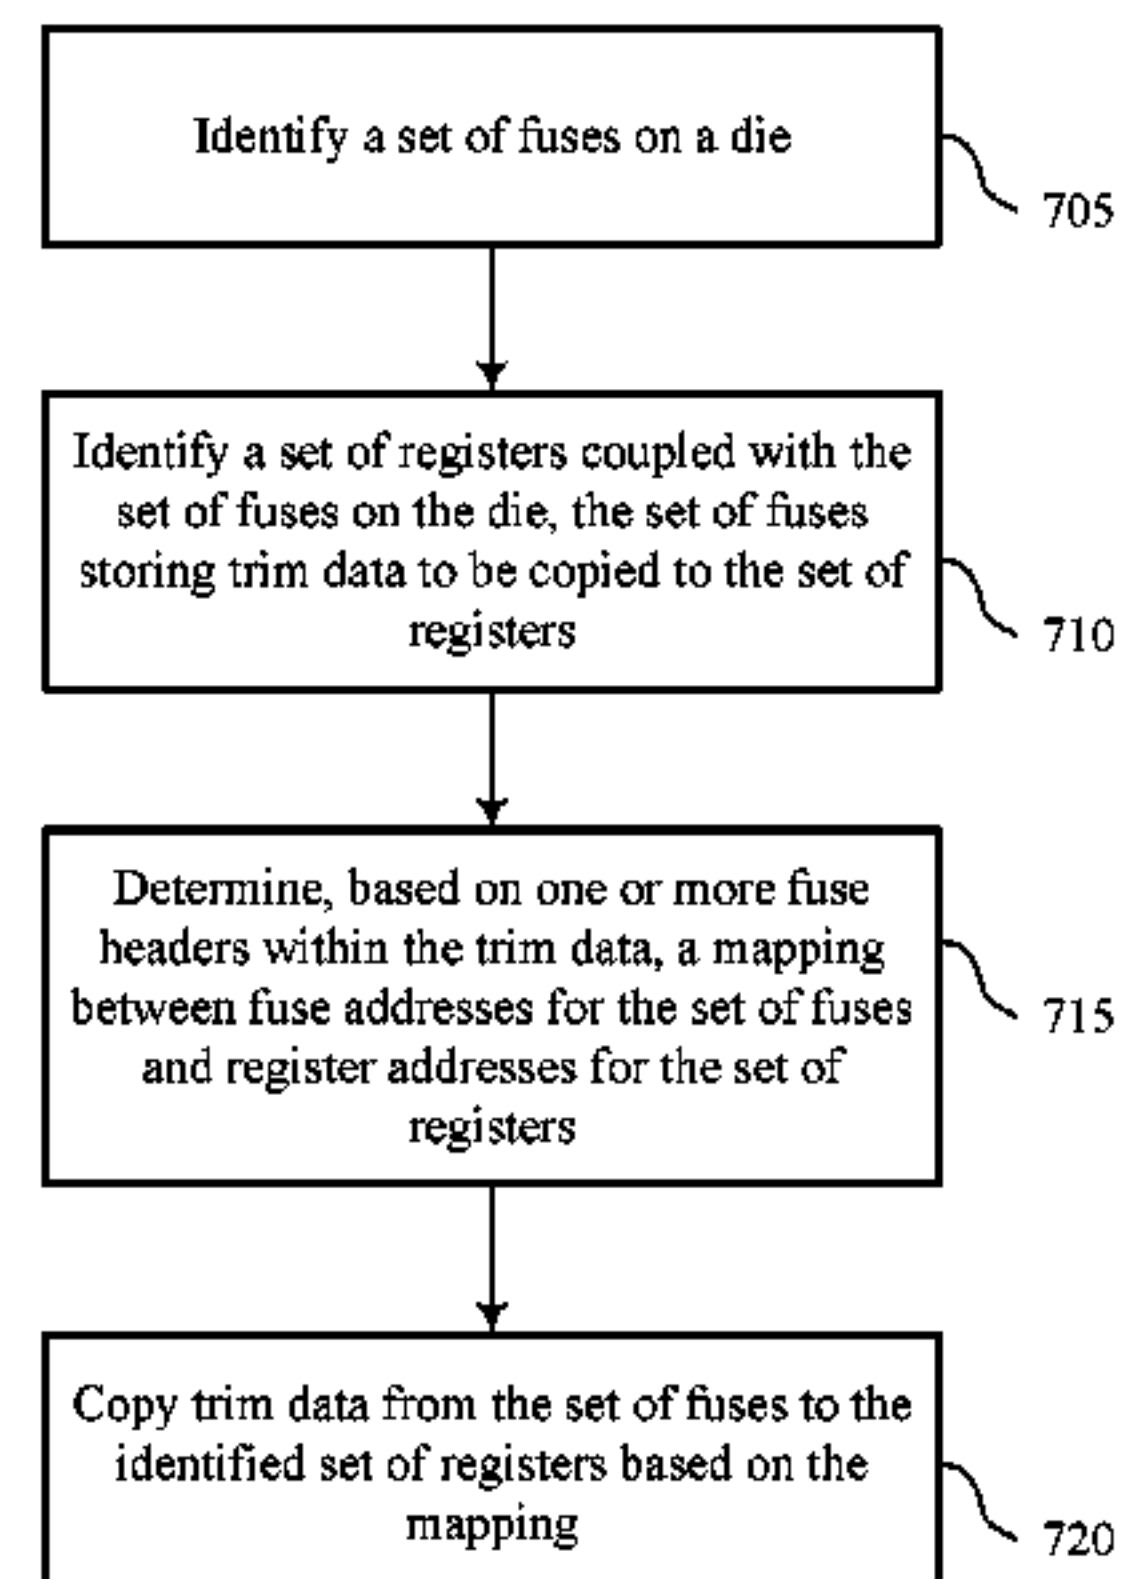 Identify a set of fuses on a die
705
Identify a set of registers coupled with the
set of fuses on the die, the set of fuses
storing trim data to be copied to the set of
registers
710
Determine, based on one or more fuse
headers within the trim data, a mapping
between fuse addresses for the set of fuses
and register addresses for the set of
registers
715
Copy trim data from the set of fuses to the
identified set of registers based on the
mapping
720